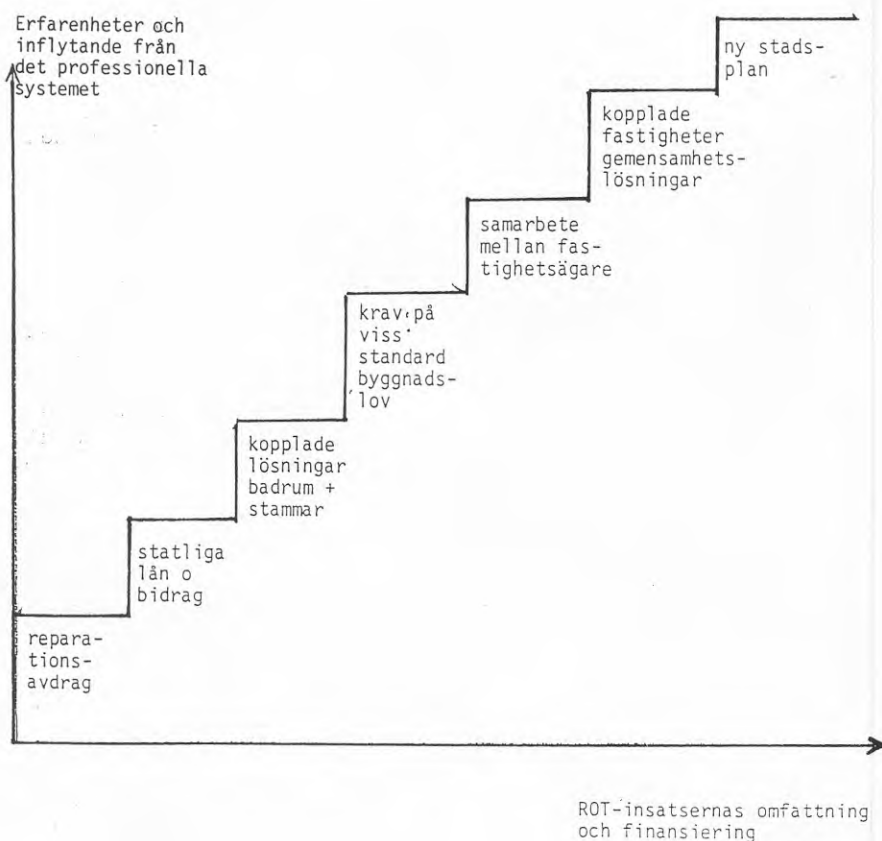 Erfarenheter och
inflytande från
det professionella
systemet
ny stads-
plan
kopplade
fastigheter
gemensamhets-
lösningar
samarbete
mellan fas-
tighetsägare
krav på
viss
standard
byggnads-
lov
kopplade
lösningar
badrum +
stammar
statliga
lån o
bidrag
repara-
tions-
avdrag
ROT-insatsernas omfattning
och finansiering